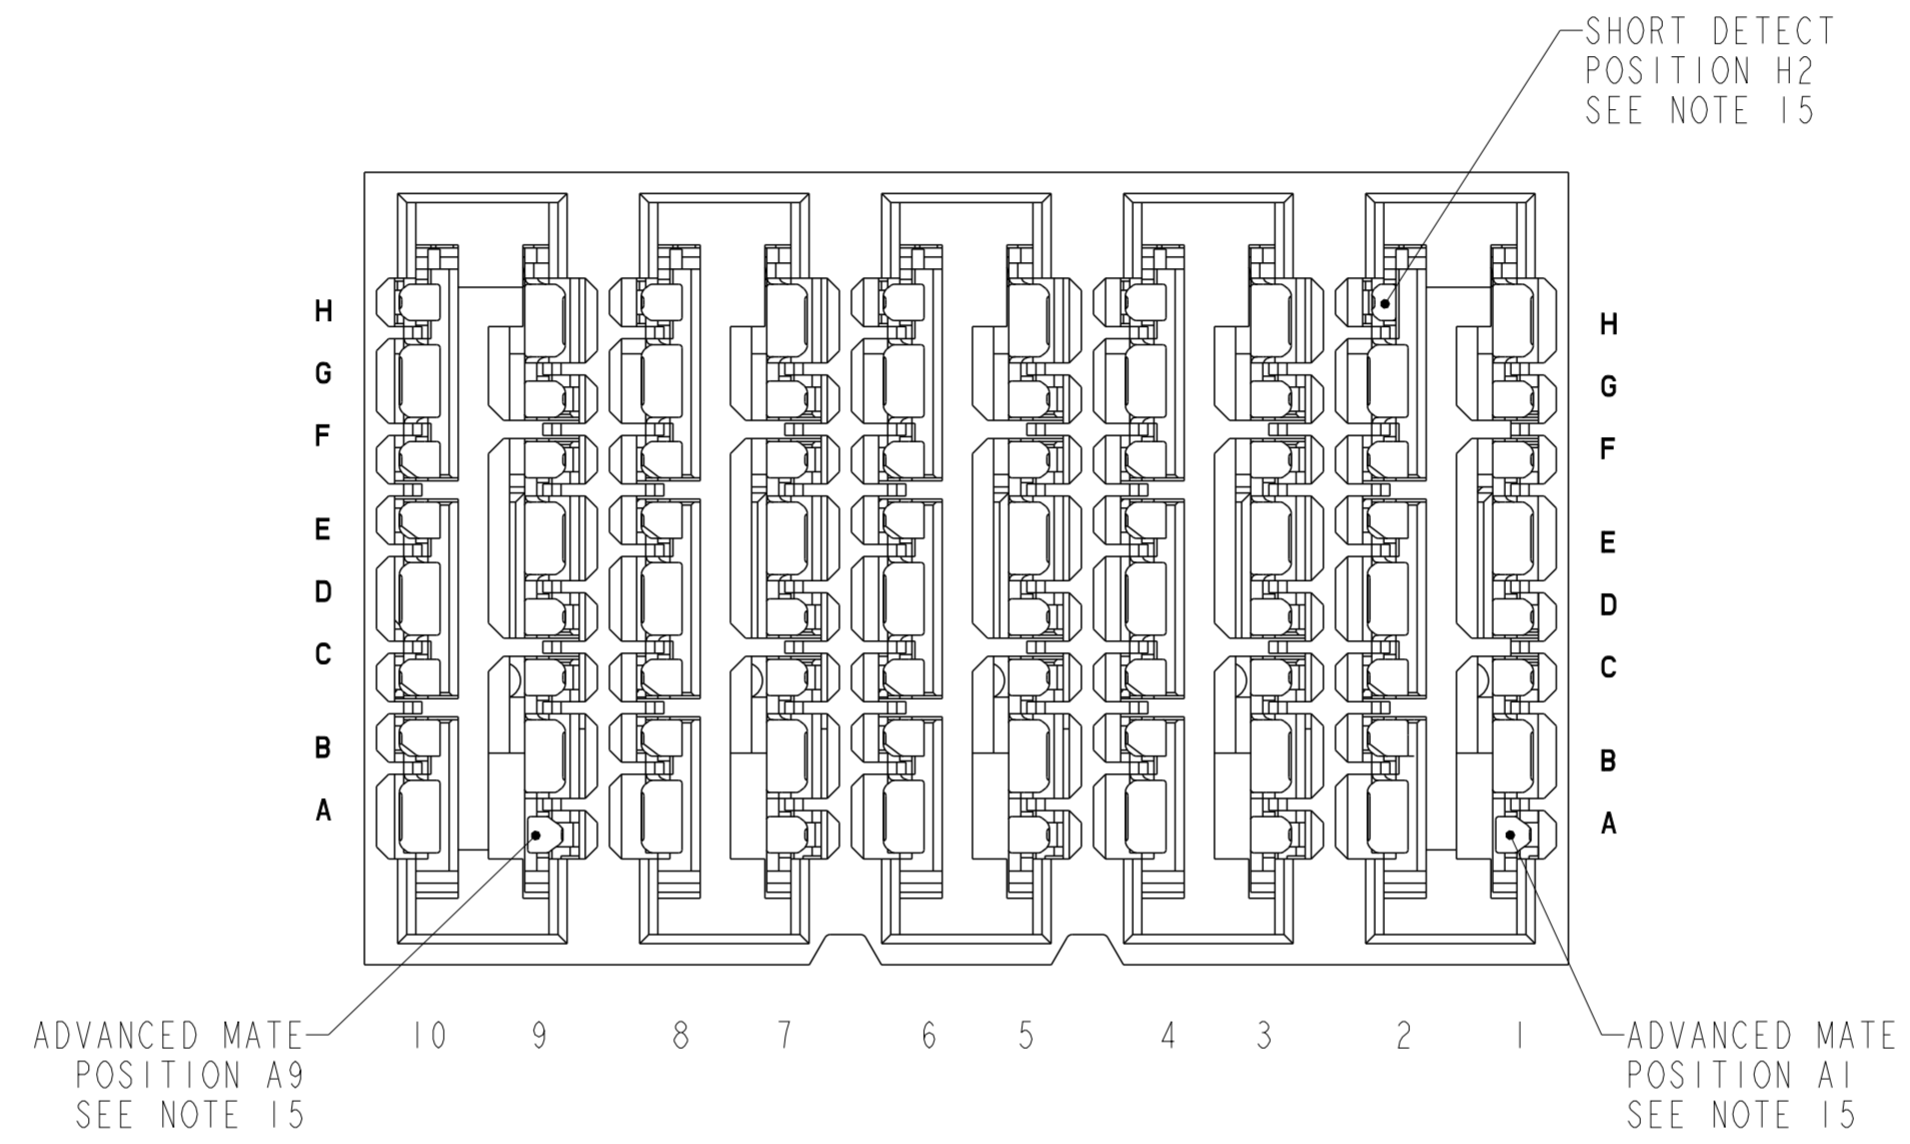 SHORT DETECT
POSITION H2
SEE NOTE 15
H
G
F
E
D
C
B
A
H
G
F
E
D
C
B
A
10 9 8 7 6 5 4 3 2 1
ADVANCED MATE
POSITION A9
SEE NOTE 15
ADVANCED MATE
POSITION A1
SEE NOTE 15